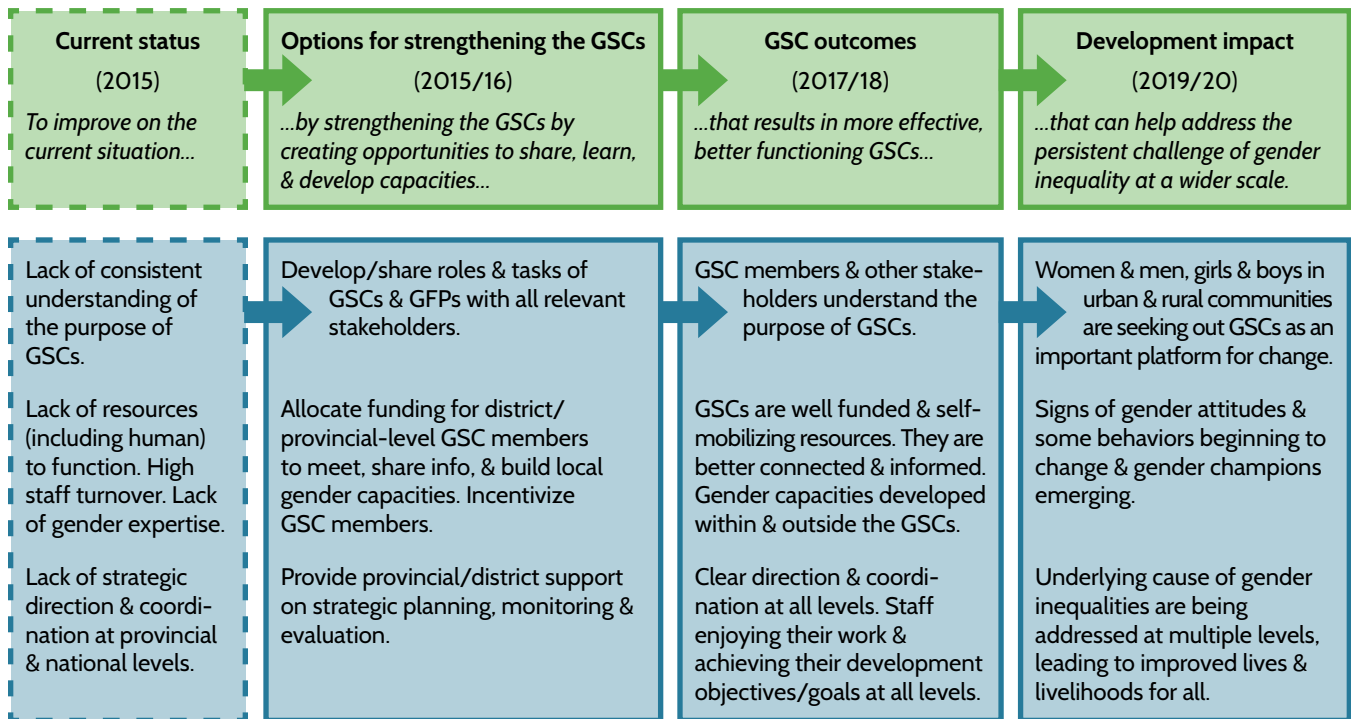 Current status
(2015)
To improve on the
current situation...
Options for strengthening the GSCs
(2015/16)
...by strengthening the GSCs by
creating opportunities to share, learn,
& develop capacities...
GSC outcomes
(2017/18)
...that results in more effective,
better functioning GSCs...
Development impact
(2019/20)
...that can help address the
persistent challenge of gender
inequality at a wider scale.
Lack of consistent
understanding of
the purpose of
GSCs.
Lack of resources
(including human)
to function. High
staff turnover. Lack
of gender expertise.
Lack of strategic
direction & coordi-
nation at provincial
& national levels.
Develop/share roles & tasks of
GSCs & GFPs with all relevant
stakeholders.
Allocate funding for district/
provincial-level GSC members
to meet, share info, & build local
gender capacities. Incentivize
GSC members.
Provide provincial/district support
on strategic planning, monitoring &
evaluation.
GSC members & other stake-
holders understand the
purpose of GSCs.
GSCs are well funded & self-
mobilizing resources. They are
better connected & informed.
Gender capacities developed
within & outside the GSCs.
Clear direction & coordi-
nation at all levels. Staff
enjoying their work &
achieving their development
objectives/goals at all levels.
Women & men, girls & boys in
urban & rural communities
are seeking out GSCs as an
important platform for change.
Signs of gender attitudes &
some behaviors beginning to
change & gender champions
emerging.
Underlying cause of gender
inequalities are being
addressed at multiple levels,
leading to improved lives &
livelihoods for all.